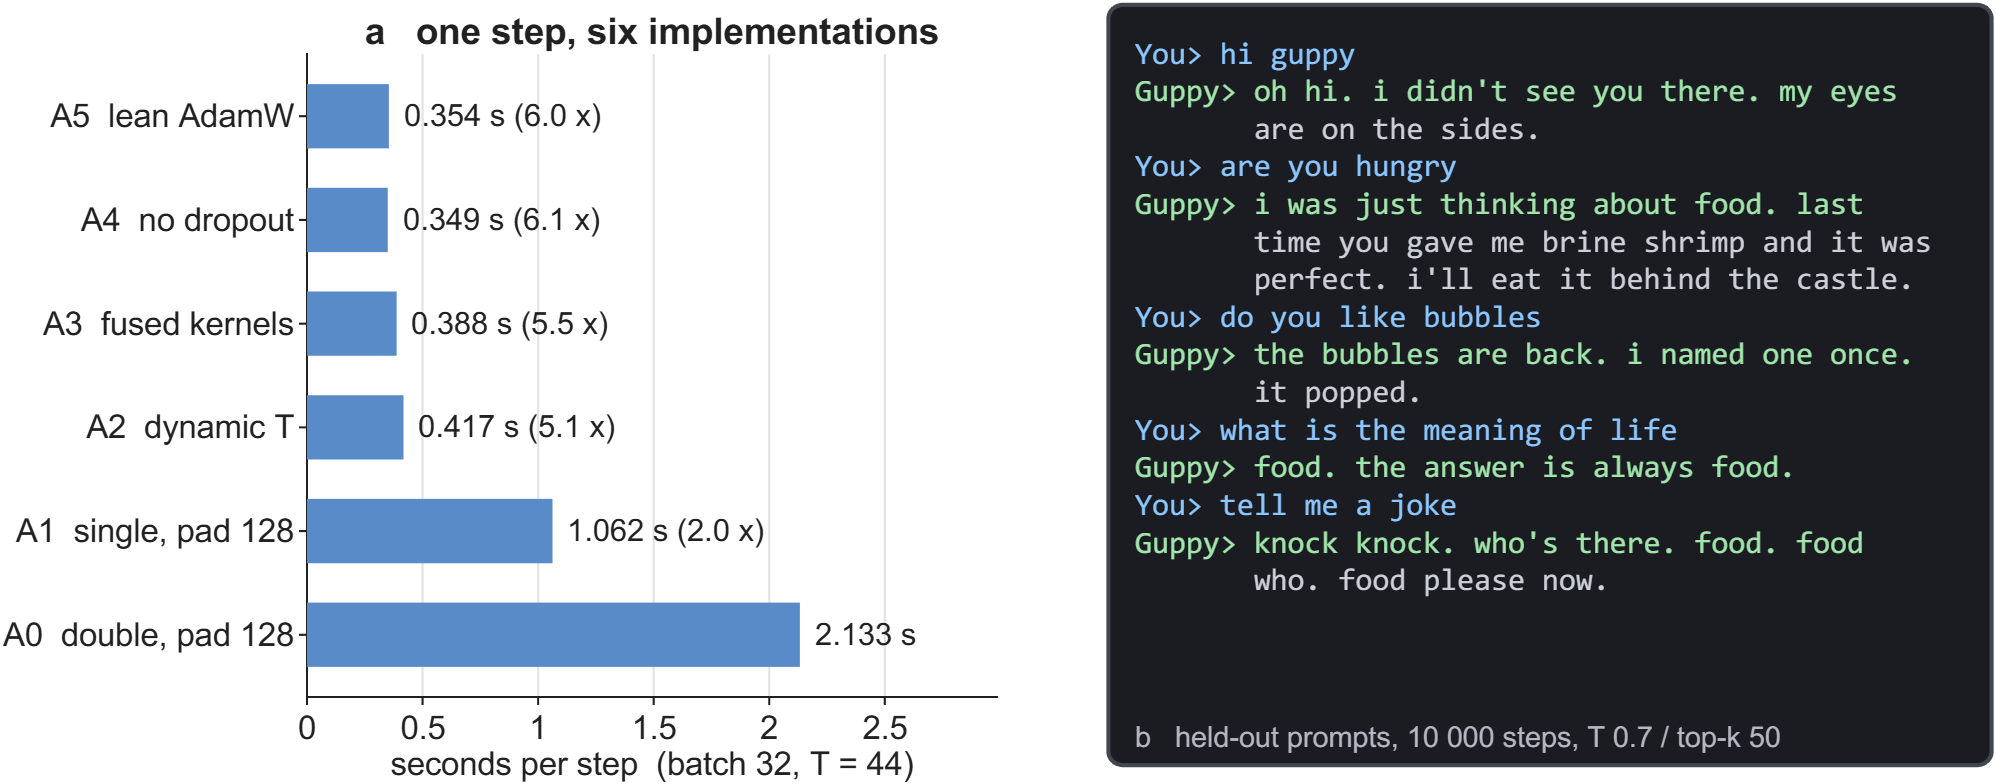 a one step, six implementations
A5 lean AdamW
0.354 s (6.0 x)
A4 no dropout
0.349 s (6.1 x)
A3 fused kernels
0.388 s (5.5 x)
A2 dynamic T
0.417 s (5.1 x)
A1 single, pad 128
1.062 s (2.0 x)
A0 double, pad 128
2.133 s
0 0.5 1 1.5 2 2.5
seconds per step (batch 32, T = 44)
You> hi guppy
Guppy> oh hi. i didn't see you there. my eyes
are on the sides.
You> are you hungry
Guppy> i was just thinking about food. last
time you gave me brine shrimp and it was
perfect. i'll eat it behind the castle.
You> do you like bubbles
Guppy> the bubbles are back. i named one once.
it popped.
You> what is the meaning of life
Guppy> food. the answer is always food.
You> tell me a joke
Guppy> knock knock. who's there. food. food
who. food please now.
b held-out prompts, 10 000 steps, T 0.7 / top-k 50